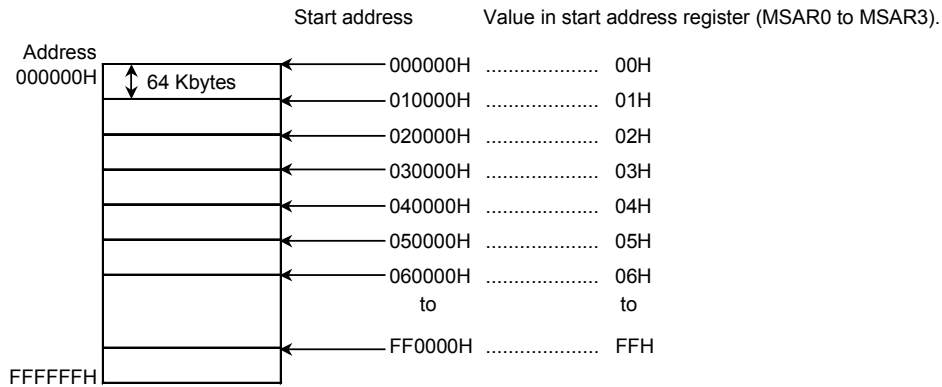 Start address Value in start address register (MSAR0 to MSAR3).
Address
000000H 64 Kbytes 000000H .................... 00H
010000H .................... 01H
020000H .................... 02H
030000H .................... 03H
040000H .................... 04H
050000H .................... 05H
060000H .................... 06H
to to
FF0000H .................... FFH
FFFFFFH